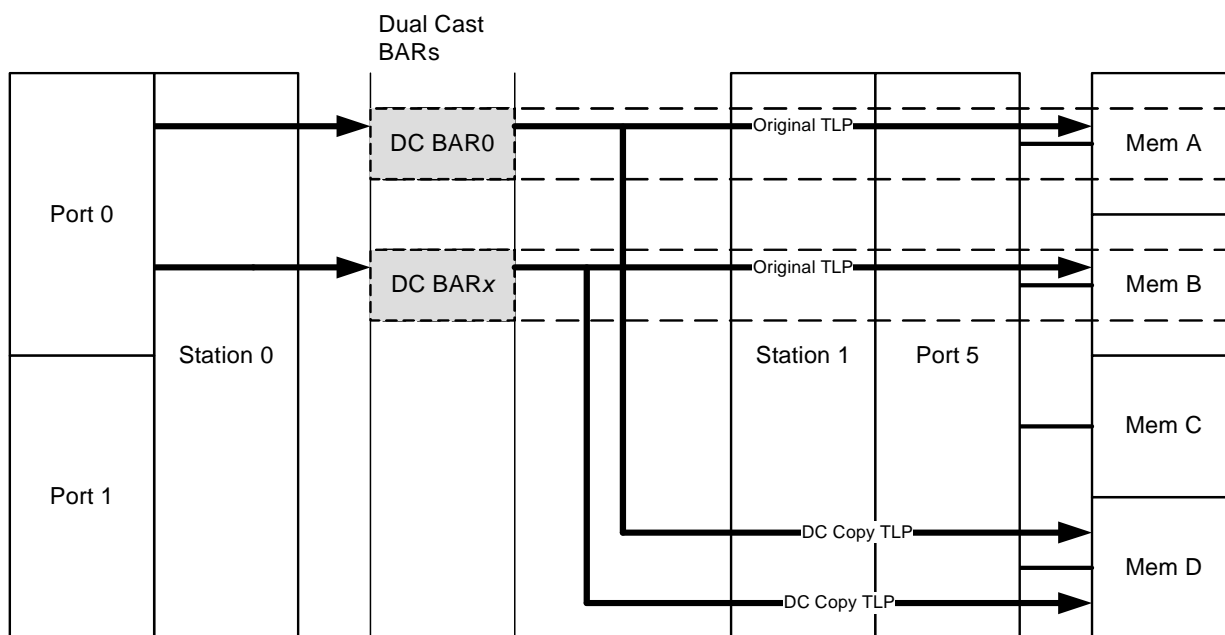 Dual Cast
BARs
DC BAR0
Original TLP
Mem A
Port 0
DC BARx
Original TLP
Mem B
Station 0
Station 1
Port 5
Mem C
Port 1
DC Copy TLP
Mem D
DC Copy TLP